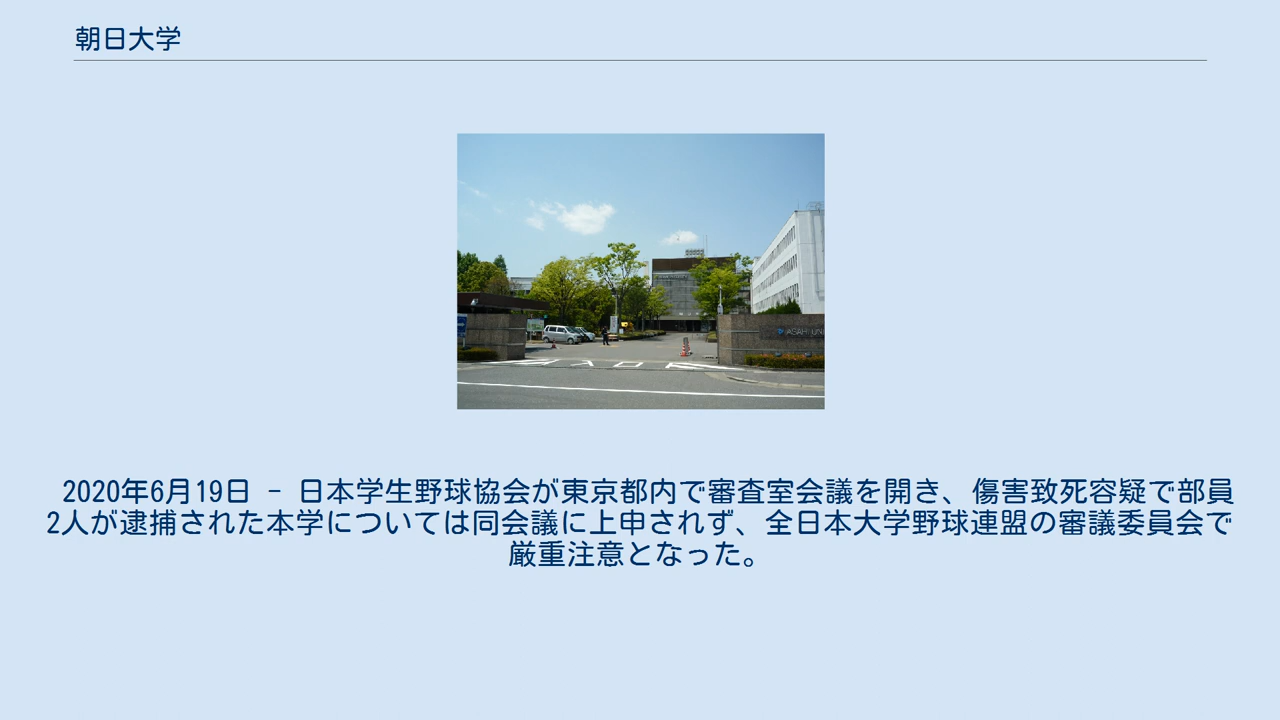 朝日大学
入口
ASAHI UNI
2020年6月19日 - 日本学生野球協会が東京都内で審査室会議を開き、傷害致死容疑で部員
2人が逮捕された本学については同会議に上申されず、全日本大学野球連盟の審議委員会で
厳重注意となった。